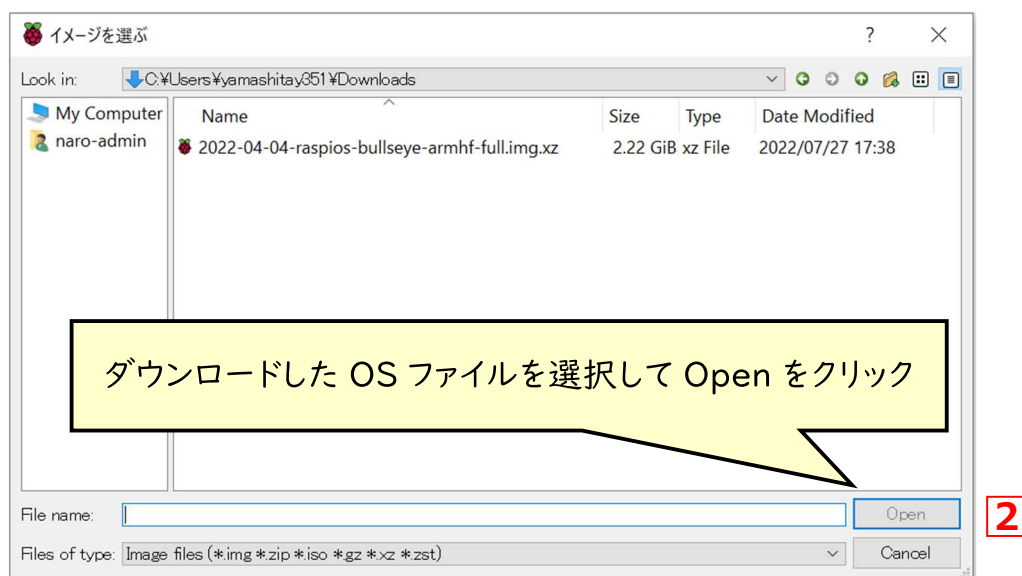 イメージを選ぶ ? ×
Look in: C:¥Users¥yamashitay351¥Downloads
My Computer
naro-admin
Name Size Type Date Modified
2022-04-04-raspios-bullseye-armhf-full.img.xz 2.22 GiB xz File 2022/07/27 17:38
ダウンロードした OS ファイルを選択して Open をクリック
File name: Open
2
Files of type: Image files (*.img *.zip *.iso *.gz *.xz *.zst) Cancel